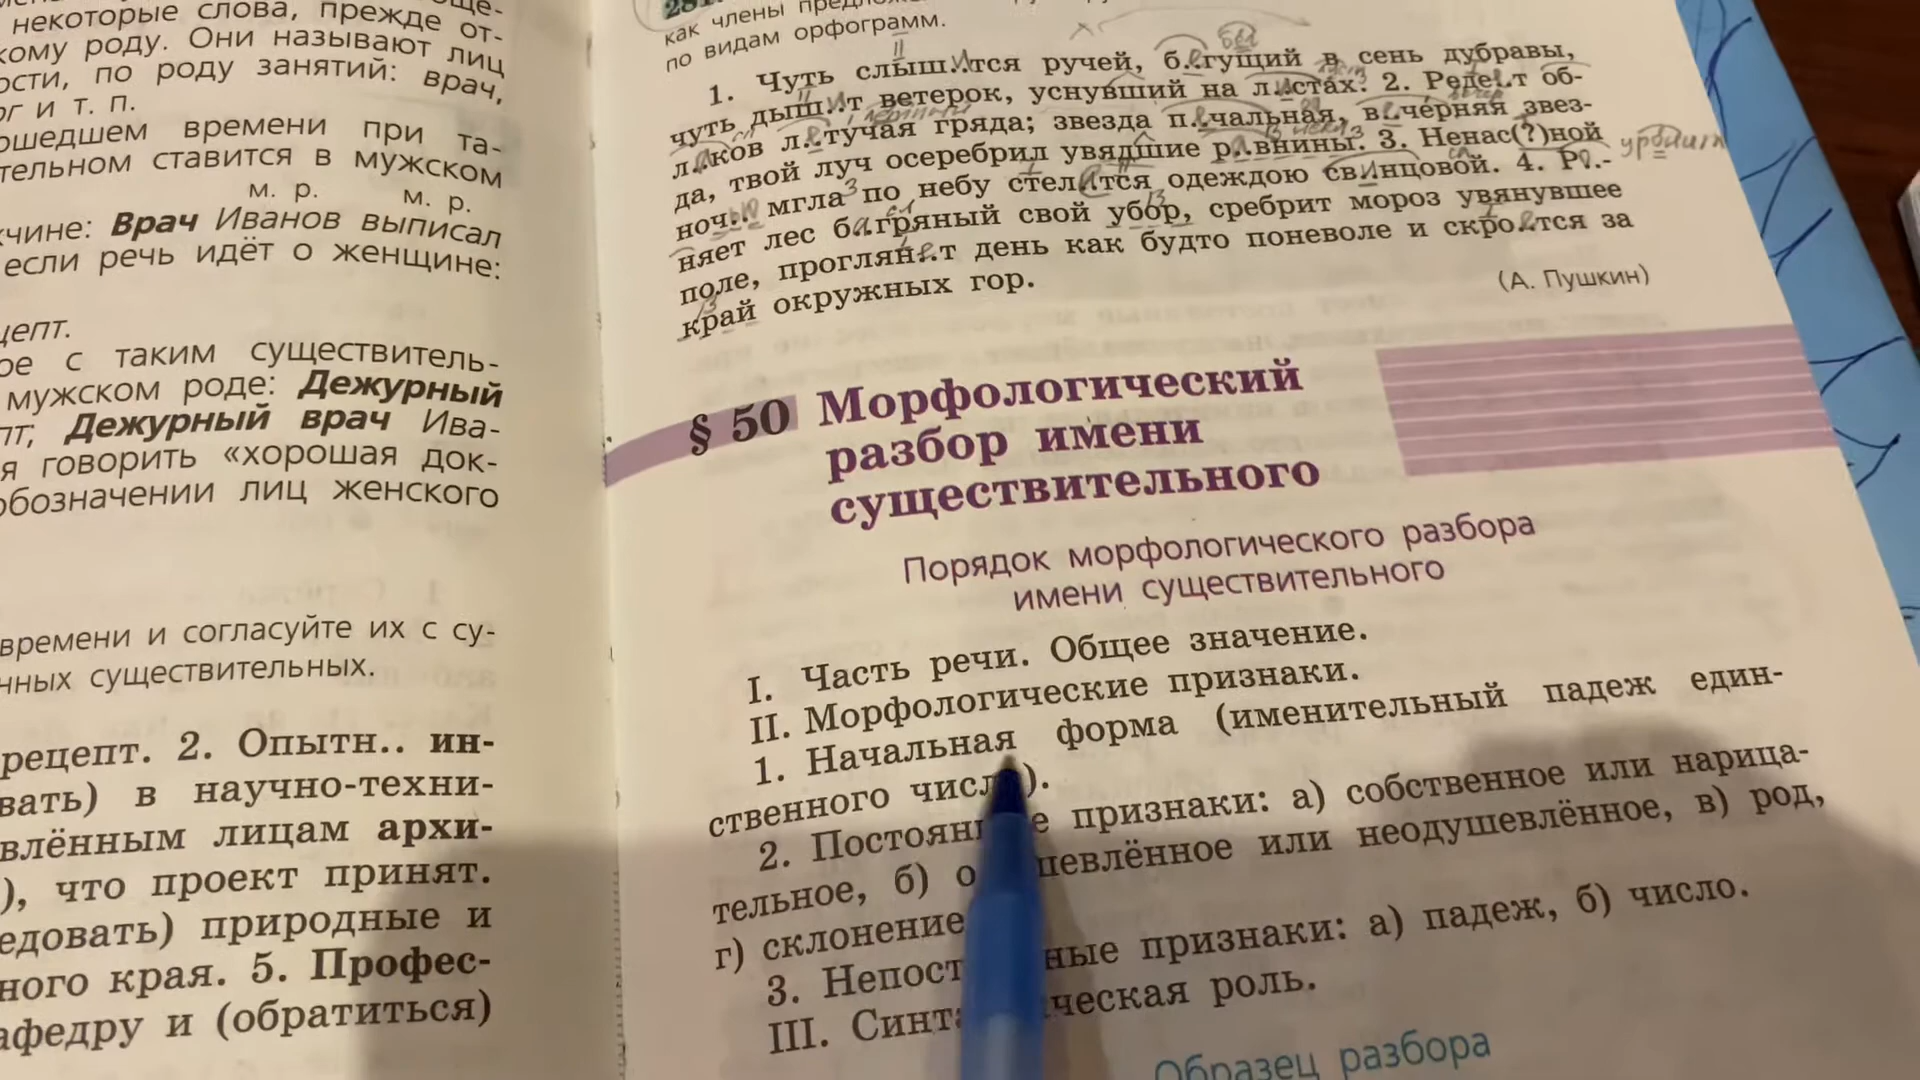 още-
некоторые слова, прежде от-
кому роду. Они называют лиц
ости, по роду занятий: врач,
ог и т. п.
ошедшем времени при та-
тельном ставится в мужском
м. р. м. р.
чине: Врач Иванов выписал
если речь идёт о женщине:
цепт.
ое с таким существитель-
мужском роде: Дежурный
пт; Дежурный врач Ива-
я говорить «хорошая док-
обозначении лиц женского
времени и согласуйте их с су-
нных существительных.
рецепт. 2. Опытн.. ин-
вать) в научно-техни-
влённым лицам архи-
), что проект принят.
едовать) природные и
ного края. 5. Профес-
афедру и (обратиться)
как члены
по видам орфограмм.
1. Чуть слыш..тся ручей, б..гущий в сень дубравы,
чуть дыш..т ветерок, уснувший на л..стах. 2. Редe..т об-
л..ков л..тучая гряда; звезда п..чальная, в..черняя звез-
да, твой луч осеребрил увядшие р..внины. 3. Ненас(?)ной
ноч.. мгла по небу стел..тся одеждою св..нцовой. 4. Р..-
няет лес б..гряный свой убор, сребрит мороз увянувшее
поле, проглян..т день как будто поневоле и скро..тся за
край окружных гор.
(А. Пушкин)
§ 50 Морфологический
разбор имени
существительного
Порядок морфологического разбора
имени существительного
I. Часть речи. Общее значение.
II. Морфологические признаки.
1. Начальная форма (именительный падеж един-
ственного числ).
2. Постоян е признаки: а) собственное или нарица-
тельное, б) о шевлённое или неодушевлённое, в) род,
г) склонение
3. Непост ные признаки: а) падеж, б) число.
III. Синта ческая роль.
Образец разбора